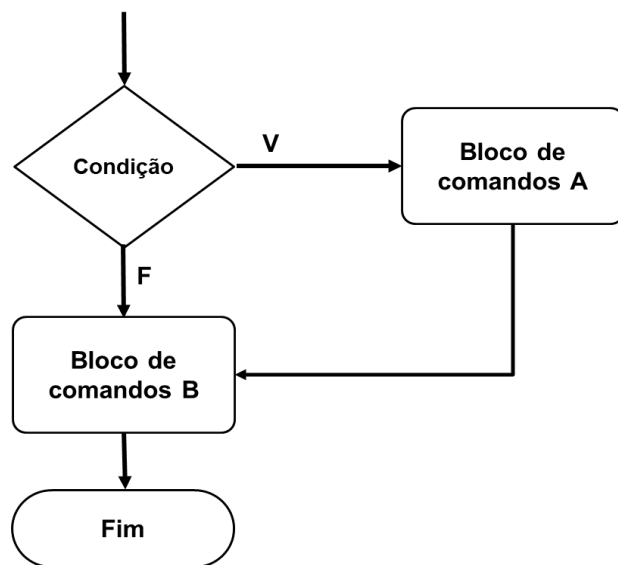 Condição
V
Bloco de
comandos A
F
Bloco de
comandos B
Fim